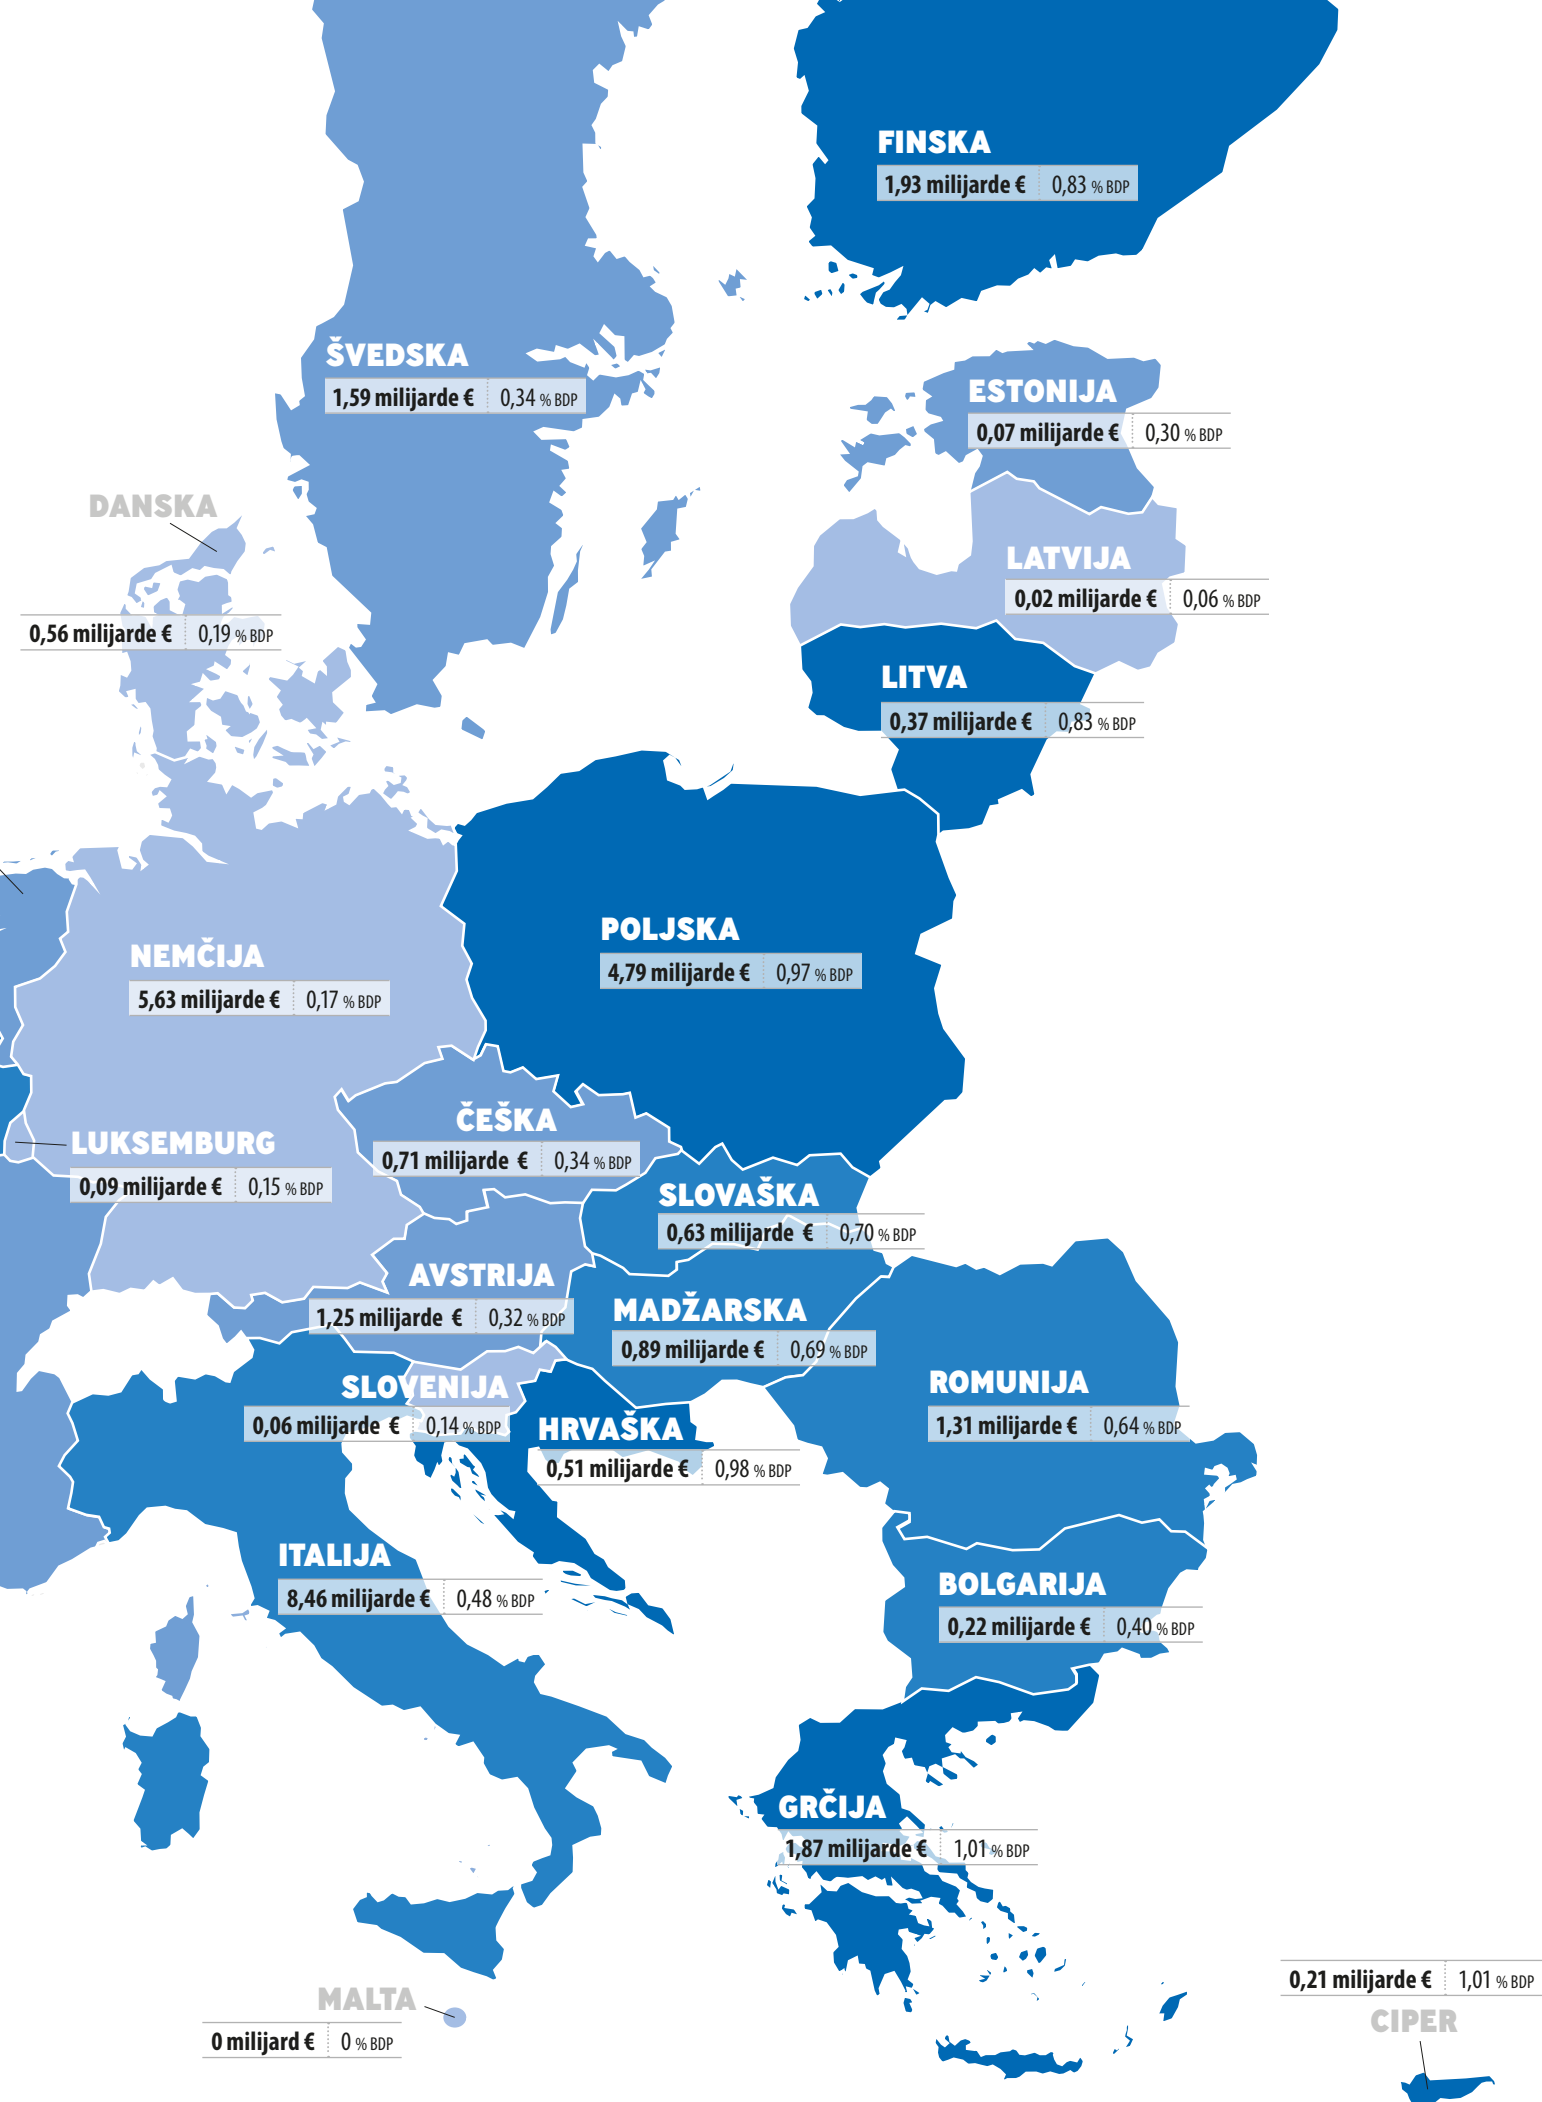 FINSKA
1,93 milijarde € 0,83 % BDP
ŠVEDSKA
1,59 milijarde € 0,34 % BDP
ESTONIJA
0,07 milijarde € 0,30 % BDP
DANSKA
0,56 milijarde € 0,19 % BDP
LATVIJA
0,02 milijarde € 0,06 % BDP
LITVA
0,37 milijarde € 0,83 % BDP
POLJSKA
4,79 milijarde € 0,97 % BDP
NEMČIJA
5,63 milijarde € 0,17 % BDP
ČEŠKA
0,71 milijarde € 0,34 % BDP
LUKSEMBURG
0,09 milijarde € 0,15 % BDP
SLOVAŠKA
0,63 milijarde € 0,70 % BDP
AVSTRIJA
1,25 milijarde € 0,32 % BDP
MADŽARSKA
0,89 milijarde € 0,69 % BDP
ROMUNIJA
1,31 milijarde € 0,64 % BDP
SLOVENIJA
0,06 milijarde € 0,14 % BDP
HRVAŠKA
0,51 milijarde € 0,98 % BDP
ITALIJA
8,46 milijarde € 0,48 % BDP
BOLGARIJA
0,22 milijarde € 0,40 % BDP
GRČIJA
1,87 milijarde € 1,01 % BDP
MALTA
0 milijard € 0 % BDP
0,21 milijarde € 1,01 % BDP
CIPER